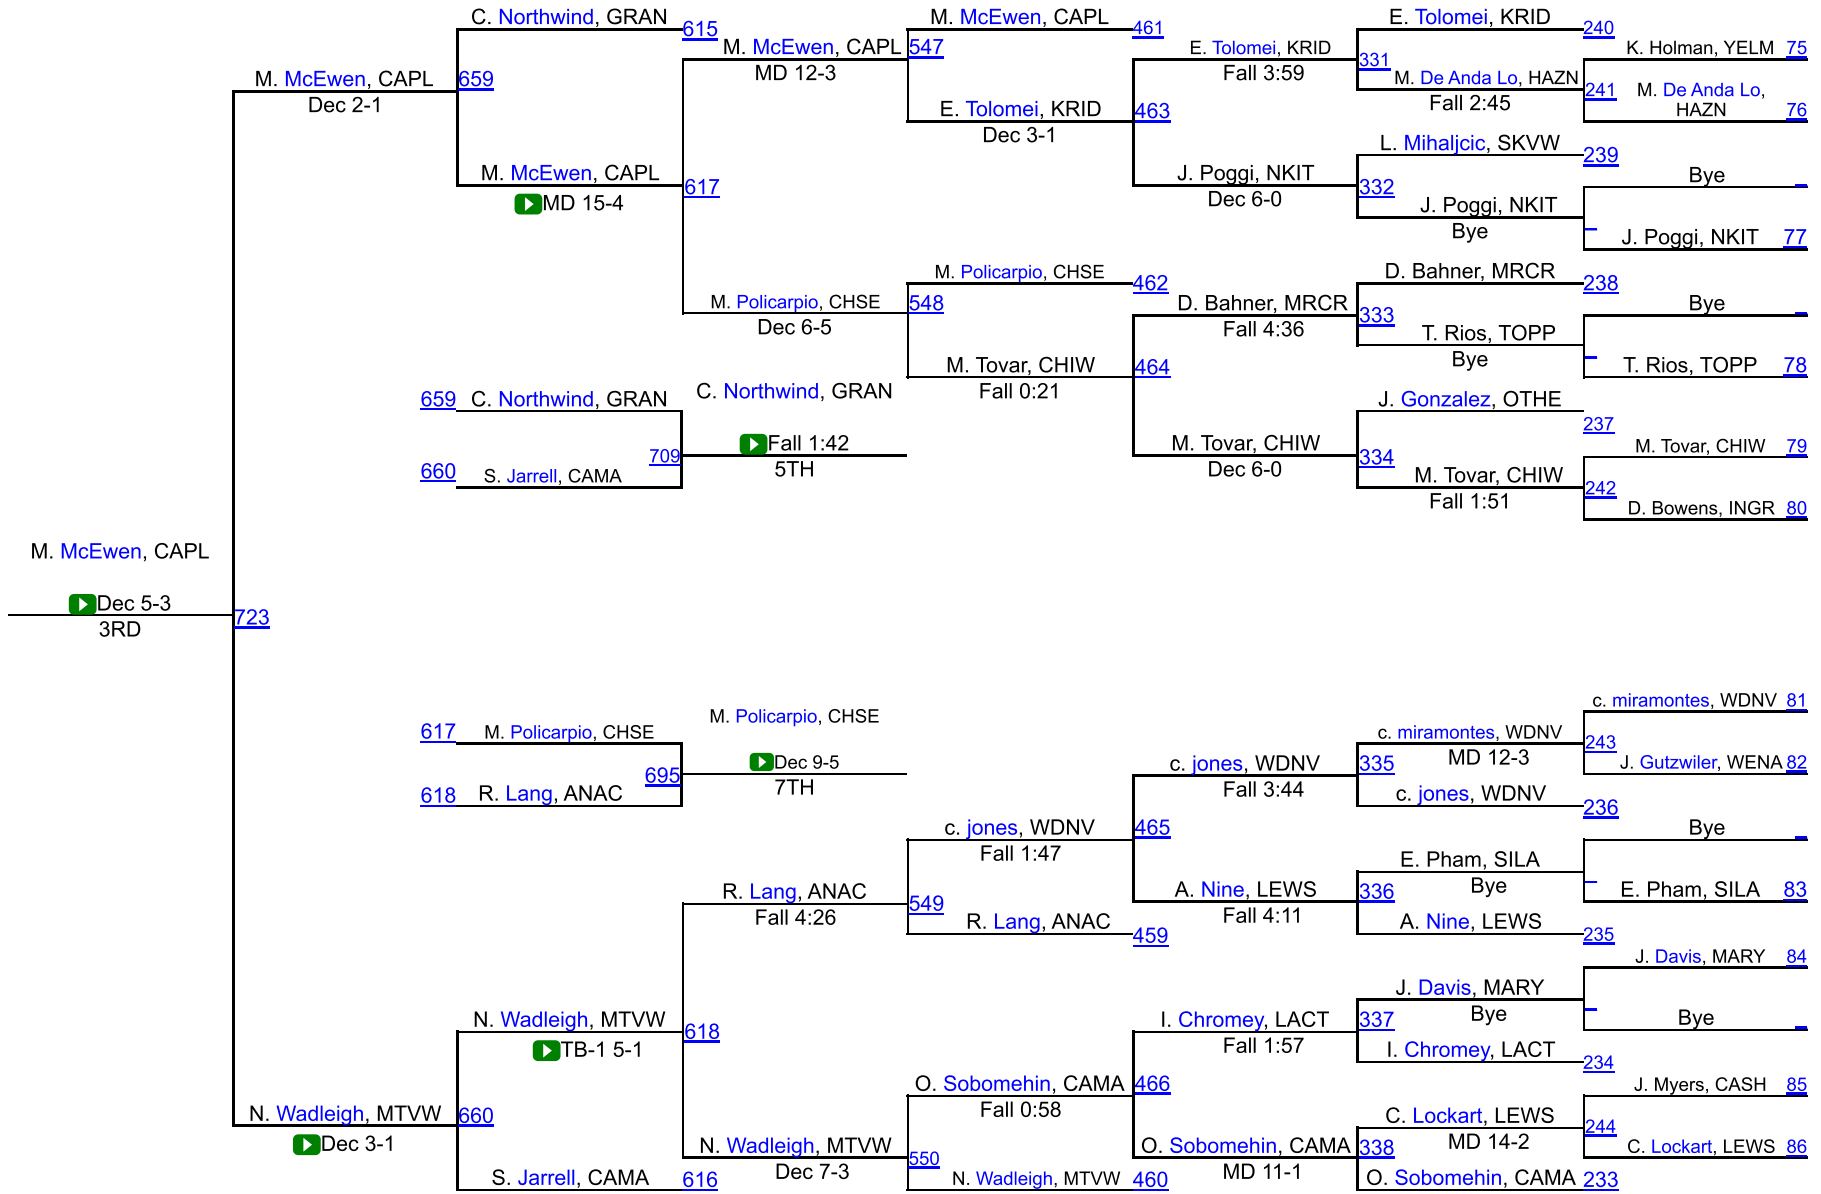 C. Northwind, GRAN
615
M. McEwen, CAPL
659
Dec 2-1
M. McEwen, CAPL
MD 15-4
617
M. McEwen, CAPL
547
MD 12-3
M. McEwen, CAPL
461
E. Tolomei, KRID
463
Dec 3-1
E. Tolomei, KRID
331
Fall 3:59
E. Tolomei, KRID
240
K. Holman, YELM
75
M. De Anda Lo, HAZN
241
Fall 2:45
M. De Anda Lo,
HAZN
76
L. Mihaljcic, SKVW
239
Bye
J. Poggi, NKIT
332
Dec 6-0
J. Poggi, NKIT
Bye
J. Poggi, NKIT
77
M. Policarpio, CHSE
548
Dec 6-5
M. Policarpio, CHSE
462
D. Bahner, MRCR
333
Fall 4:36
D. Bahner, MRCR
238
Bye
T. Rios, TOPP
Bye
T. Rios, TOPP
78
M. Tovar, CHIW
464
Fall 0:21
659
C. Northwind, GRAN
C. Northwind, GRAN
Fall 1:42
709
5TH
660
S. Jarrell, CAMA
J. Gonzalez, OTHE
237
M. Tovar, CHIW
79
M. Tovar, CHIW
334
Dec 6-0
M. Tovar, CHIW
242
Fall 1:51
D. Bowens, INGR
80
M. McEwen, CAPL
Dec 5-3
3RD
723
617
M. Policarpio, CHSE
M. Policarpio, CHSE
Dec 9-5
695
7TH
618
R. Lang, ANAC
c. miramontes, WDNV
81
c. miramontes, WDNV
243
MD 12-3
J. Gutzwiler, WENA
82
c. jones, WDNV
335
Fall 3:44
c. jones, WDNV
236
c. jones, WDNV
465
Fall 1:47
Bye
E. Pham, SILA
Bye
E. Pham, SILA
83
A. Nine, LEWS
336
Fall 4:11
A. Nine, LEWS
235
R. Lang, ANAC
549
Fall 4:26
R. Lang, ANAC
459
J. Davis, MARY
84
J. Davis, MARY
Bye
Bye
N. Wadleigh, MTVW
618
TB-1 5-1
I. Chromey, LACT
337
Fall 1:57
I. Chromey, LACT
234
O. Sobomehin, CAMA
466
Fall 0:58
J. Myers, CASH
85
N. Wadleigh, MTVW
660
Dec 3-1
C. Lockart, LEWS
244
MD 14-2
C. Lockart, LEWS
86
N. Wadleigh, MTVW
550
Dec 7-3
O. Sobomehin, CAMA
338
MD 11-1
S. Jarrell, CAMA
616
N. Wadleigh, MTVW
460
O. Sobomehin, CAMA
233